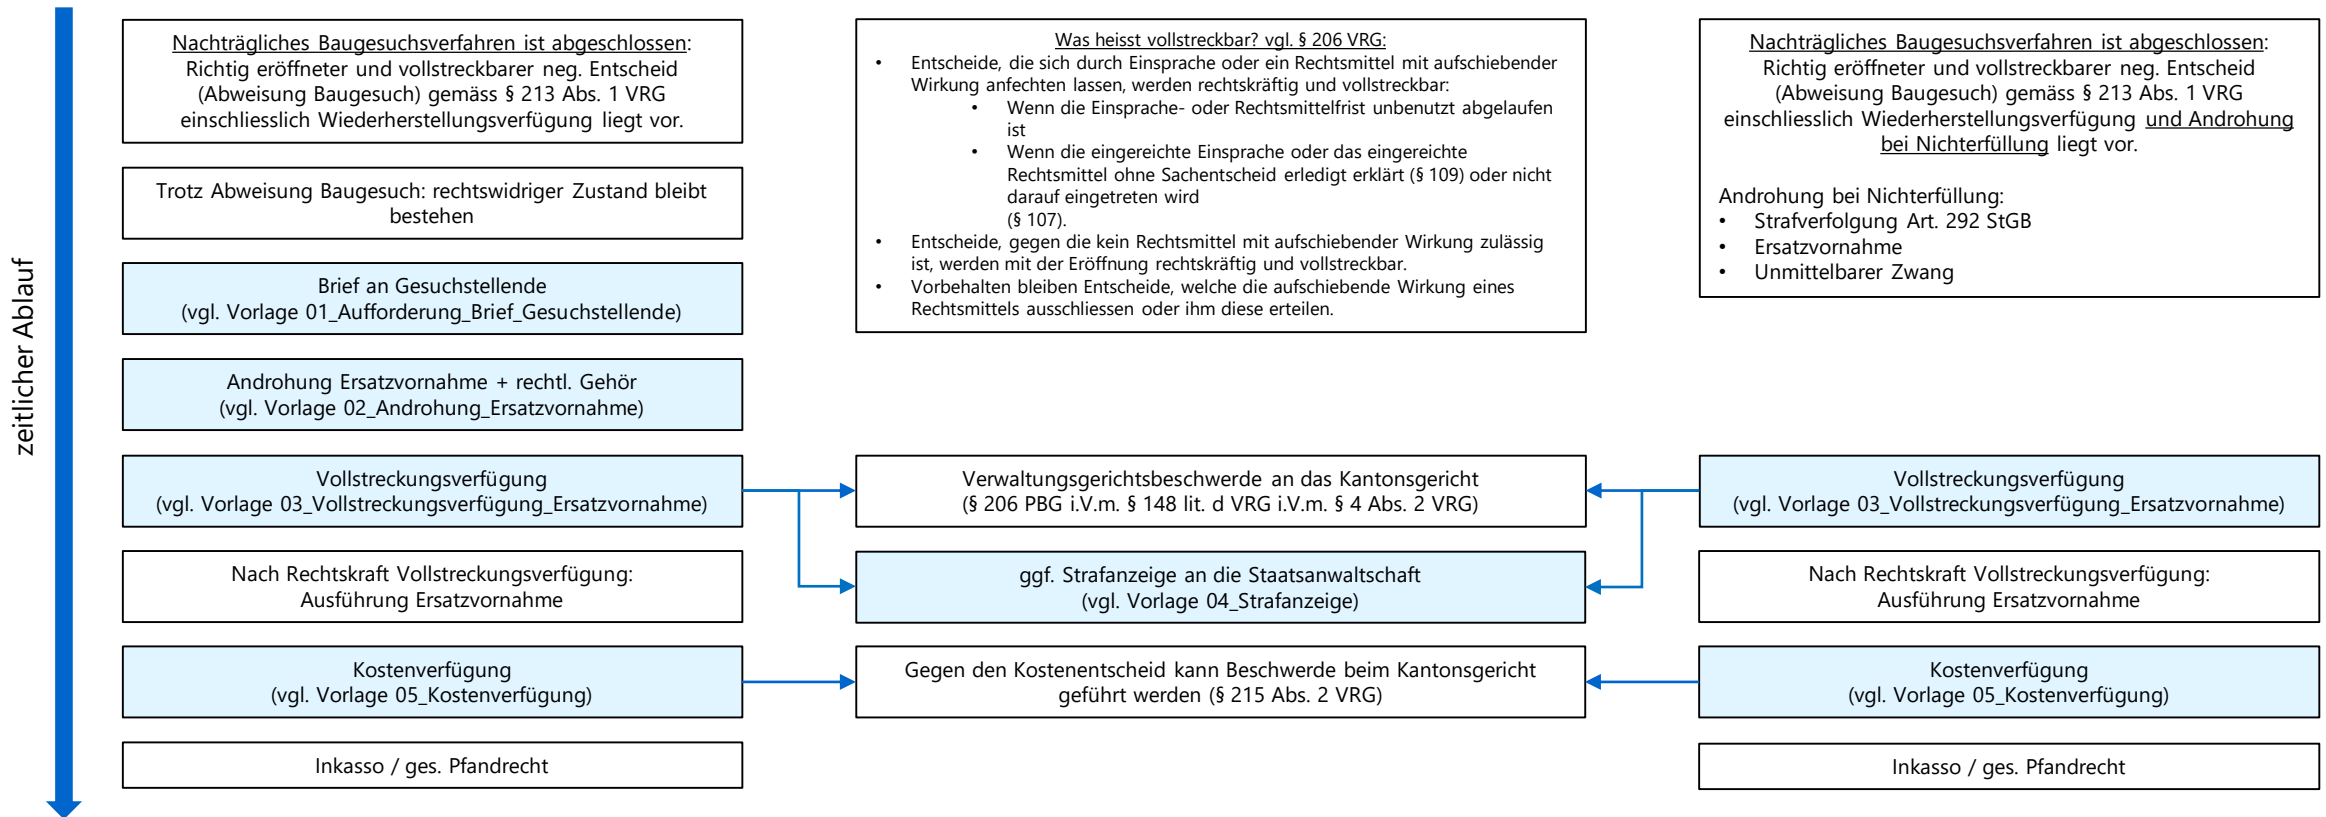 zeitlicher Ablauf
Nachträgliches Baugesuchsverfahren ist abgeschlossen:
Richtig eröffneter und vollstreckbarer neg. Entscheid
(Abweisung Baugesuch) gemäss § 213 Abs. 1 VRG
einschliesslich Wiederherstellungsverfügung liegt vor.
Trotz Abweisung Baugesuch: rechtswidriger Zustand bleibt
bestehen
Brief an Gesuchstellende
(vgl. Vorlage 01_Aufforderung_Brief_Gesuchstellende)
Androhung Ersatzvornahme + rechtl. Gehör
(vgl. Vorlage 02_Androhung_Ersatzvornahme)
Vollstreckungsverfügung
(vgl. Vorlage 03_Vollstreckungsverfügung_Ersatzvornahme)
Nach Rechtskraft Vollstreckungsverfügung:
Ausführung Ersatzvornahme
Kostenverfügung
(vgl. Vorlage 05_Kostenverfügung)
Inkasso / ges. Pfandrecht
Was heisst vollstreckbar? vgl. § 206 VRG:
• Entscheide, die sich durch Einsprache oder ein Rechtsmittel mit aufschiebender
Wirkung anfechten lassen, werden rechtskräftig und vollstreckbar:
• Wenn die Einsprache- oder Rechtsmittelfrist unbenutzt abgelaufen
ist
• Wenn die eingereichte Einsprache oder das eingereichte
Rechtsmittel ohne Sachentscheid erledigt erklärt (§ 109) oder nicht
darauf eingetreten wird
(§ 107).
• Entscheide, gegen die kein Rechtsmittel mit aufschiebender Wirkung zulässig
ist, werden mit der Eröffnung rechtskräftig und vollstreckbar.
• Vorbehalten bleiben Entscheide, welche die aufschiebende Wirkung eines
Rechtsmittels ausschliessen oder ihm diese erteilen.
Verwaltungsgerichtsbeschwerde an das Kantonsgericht
(§ 206 PBG i.V.m. § 148 lit. d VRG i.V.m. § 4 Abs. 2 VRG)
ggf. Strafanzeige an die Staatsanwaltschaft
(vgl. Vorlage 04_Strafanzeige)
Gegen den Kostenentscheid kann Beschwerde beim Kantonsgericht
geführt werden (§ 215 Abs. 2 VRG)
Nachträgliches Baugesuchsverfahren ist abgeschlossen:
Richtig eröffneter und vollstreckbarer neg. Entscheid
(Abweisung Baugesuch) gemäss § 213 Abs. 1 VRG
einschliesslich Wiederherstellungsverfügung und Androhung
bei Nichterfüllung liegt vor.
Androhung bei Nichterfüllung:
• Strafverfolgung Art. 292 StGB
• Ersatzvornahme
• Unmittelbarer Zwang
Vollstreckungsverfügung
(vgl. Vorlage 03_Vollstreckungsverfügung_Ersatzvornahme)
Nach Rechtskraft Vollstreckungsverfügung:
Ausführung Ersatzvornahme
Kostenverfügung
(vgl. Vorlage 05_Kostenverfügung)
Inkasso / ges. Pfandrecht